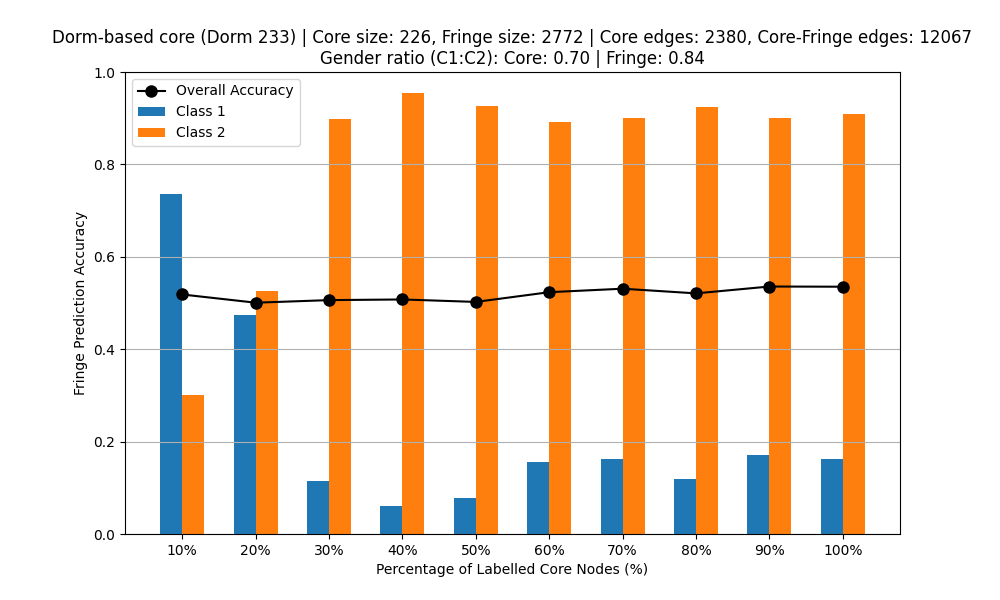 Dorm-based core (Dorm 233) | Core size: 226, Fringe size: 2772 | Core edges: 2380, Core-Fringe edges: 12067
Gender ratio (C1:C2): Core: 0.70 | Fringe: 0.84
Overall Accuracy
Class 1
Class 2
Fringe Prediction Accuracy
1.0
0.8
0.6
0.4
0.2
0.0
10% 20% 30% 40% 50% 60% 70% 80% 90% 100%
Percentage of Labelled Core Nodes (%)